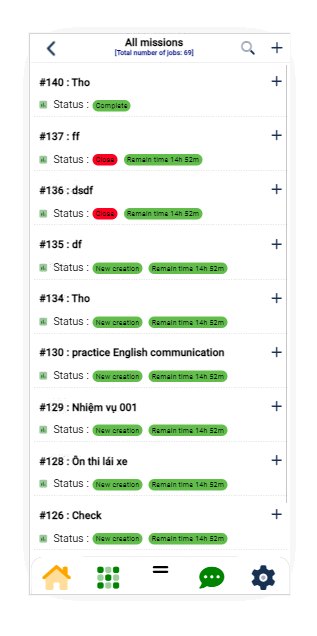 All missions
[Total number of jobs: 69]
#140 : Tho
Status : Complete
#137 : ff
Status : Close Remain time 14h 52m
#136 : dsdf
Status : Close Remain time 14h 52m
#135 : df
Status : New creation Remain time 14h 52m
#134 : Tho
Status : New creation Remain time 14h 52m
#130 : practice English communication
Status : New creation Remain time 14h 52m
#129 : Nhiệm vụ 001
Status : New creation Remain time 14h 52m
#128 : Ôn thi lái xe
Status : New creation Remain time 14h 52m
#126 : Check
Status : New creation Remain time 14h 52m